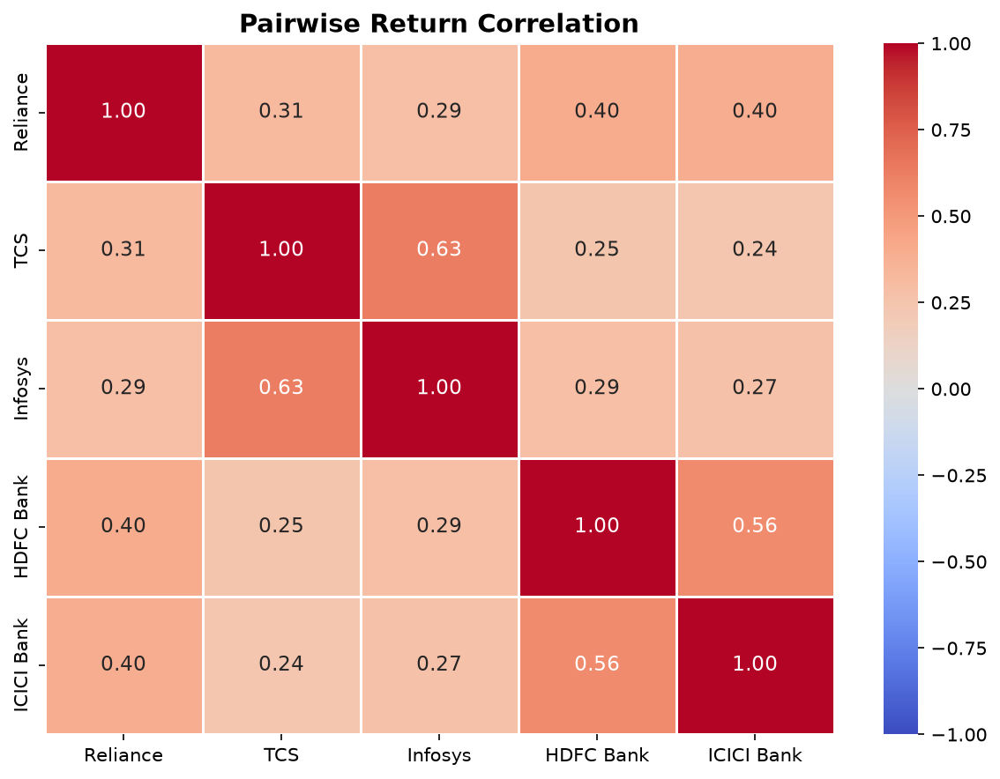 Pairwise Return Correlation
Reliance 1.00 0.31 0.29 0.40 0.40
TCS 0.31 1.00 0.63 0.25 0.24
Infosys 0.29 0.63 1.00 0.29 0.27
HDFC Bank 0.40 0.25 0.29 1.00 0.56
ICICI Bank 0.40 0.24 0.27 0.56 1.00
Reliance TCS Infosys HDFC Bank ICICI Bank
1.00
0.75
0.50
0.25
0.00
−0.25
−0.50
−0.75
−1.00